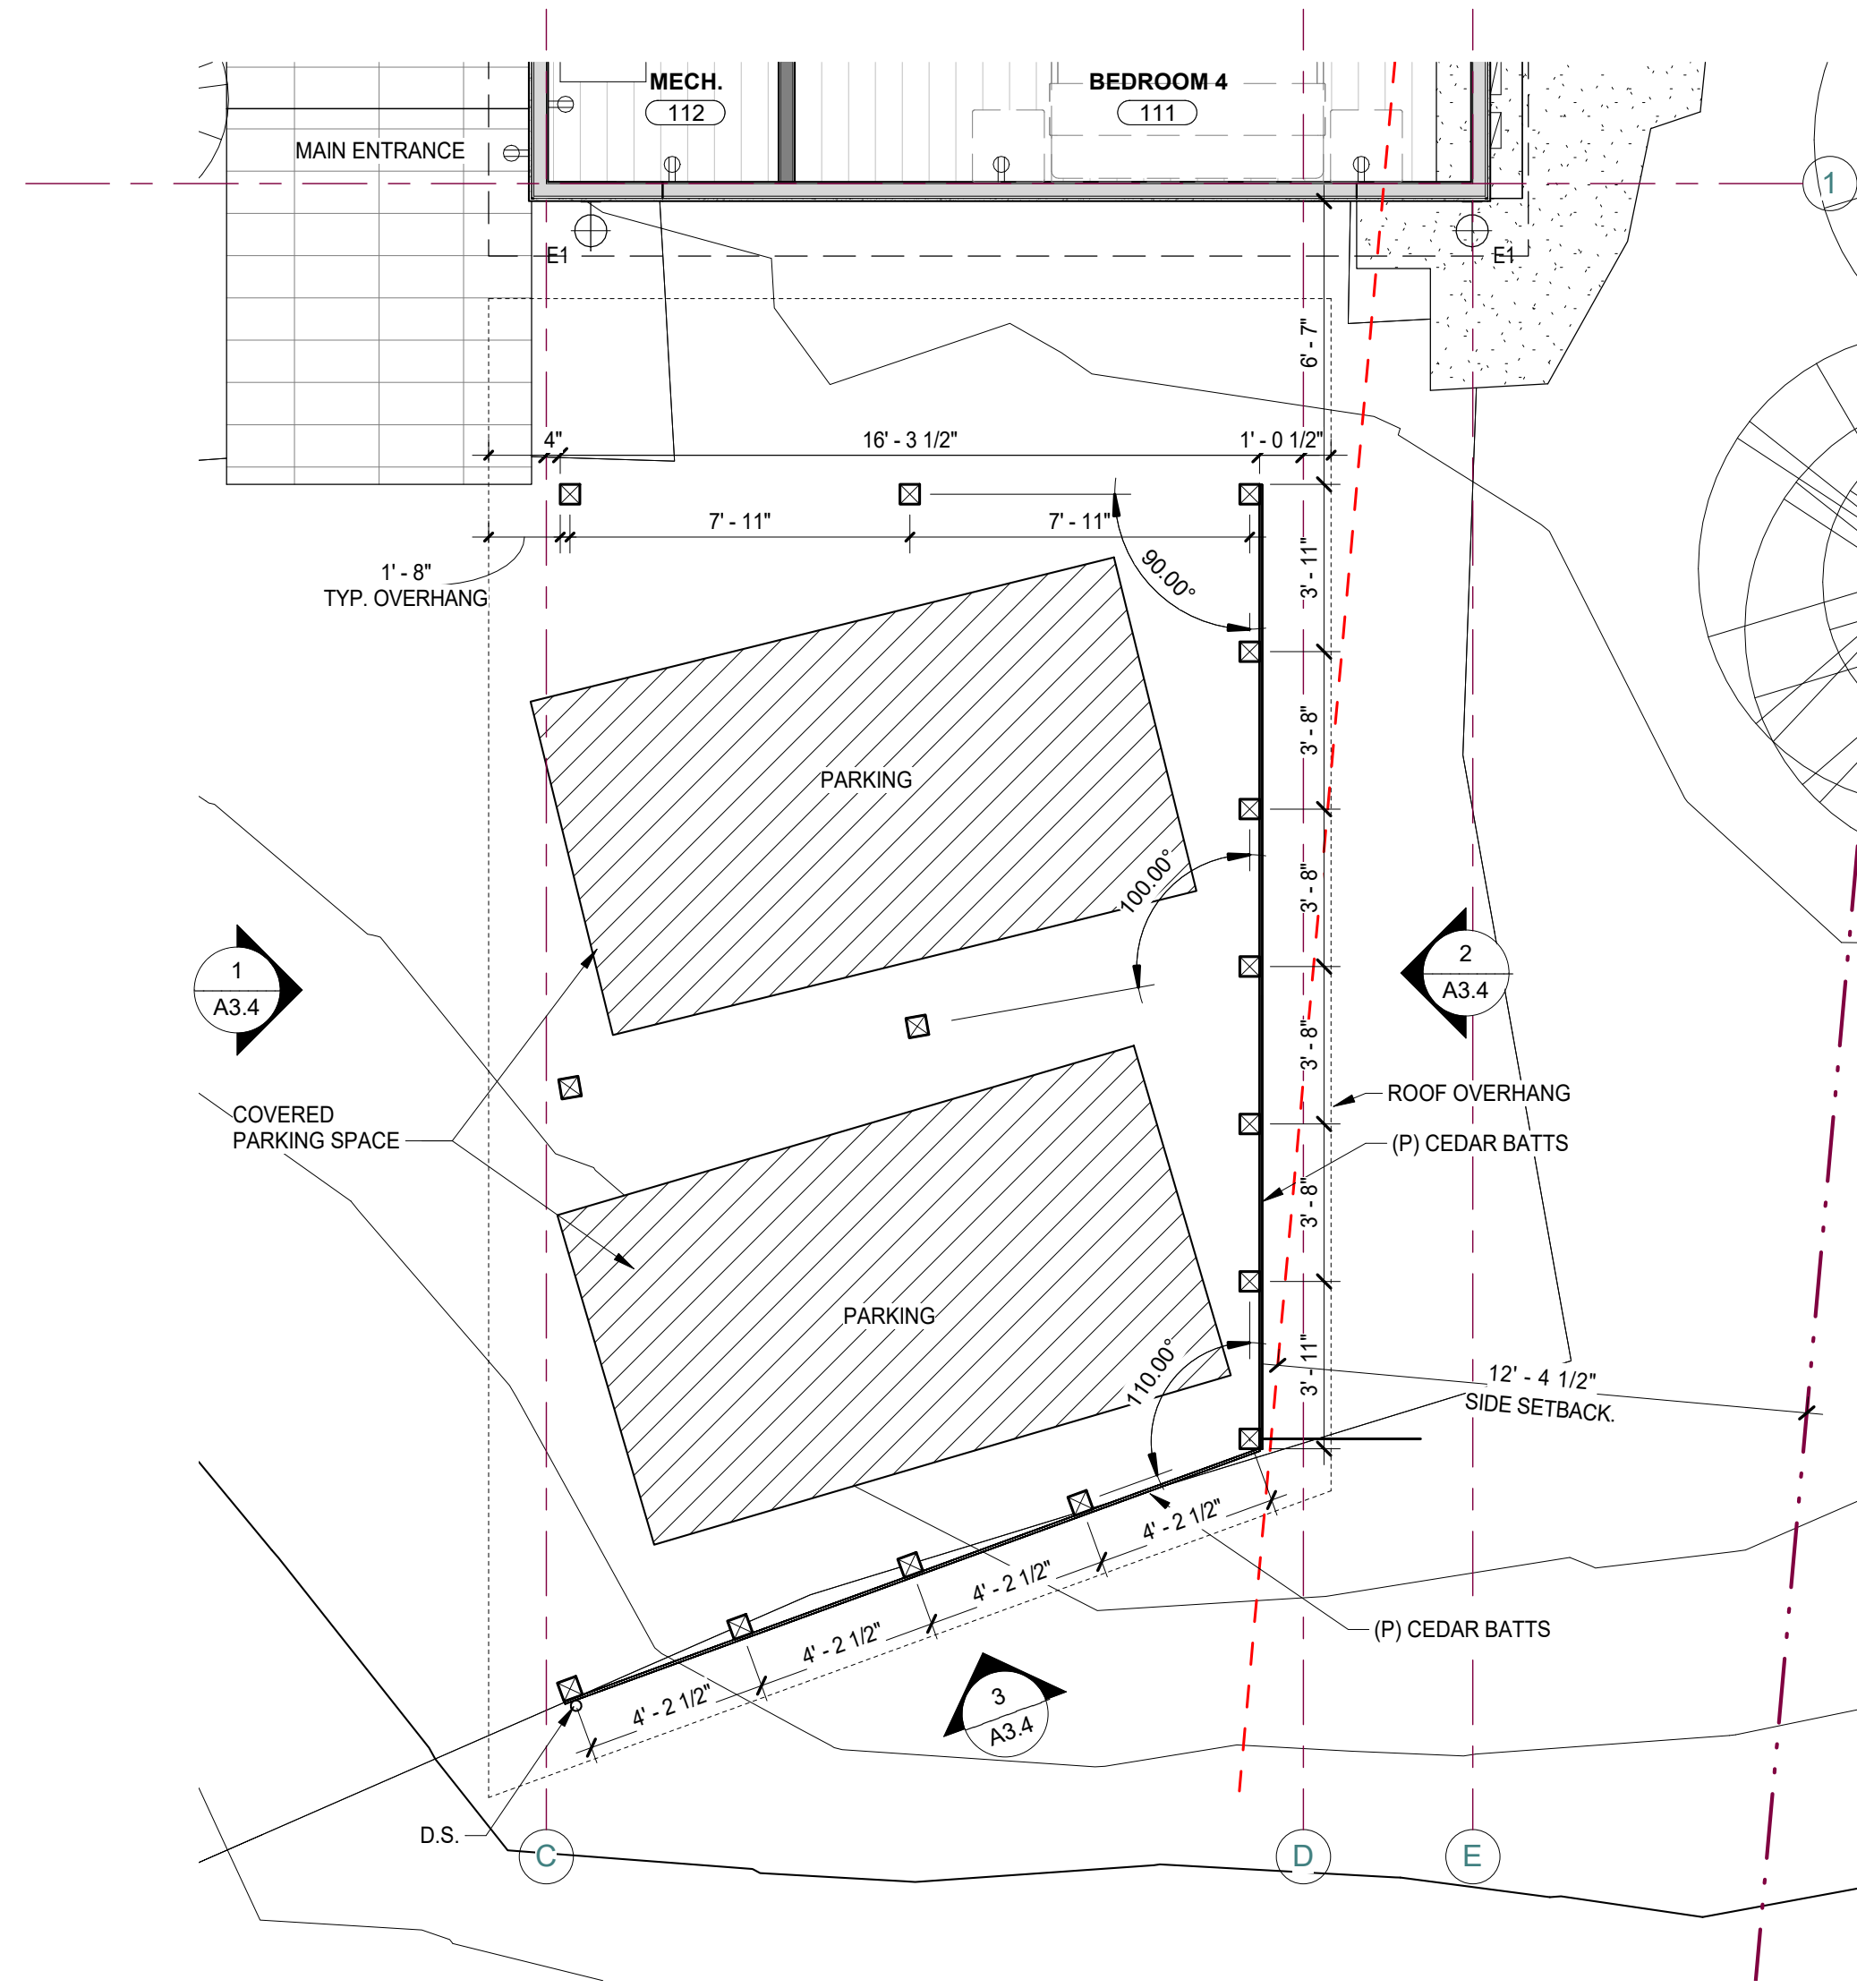 MECH.
112
BEDROOM 4
111
MAIN ENTRANCE
1
E1
E1
6' - 7"
4"
16' - 3 1/2"
1' - 0 1/2"
7' - 11"
7' - 11"
1' - 8"
TYP. OVERHANG
90.00°
3' - 11"
3' - 8"
PARKING
100.00°
3' - 8"
1
A3.4
2
A3.4
3' - 8"
COVERED
PARKING SPACE
ROOF OVERHANG
(P) CEDAR BATTS
3' - 8"
PARKING
110.00°
3' - 11"
12' - 4 1/2"
SIDE SETBACK.
4' - 2 1/2"
4' - 2 1/2"
4' - 2 1/2"
4' - 2 1/2"
(P) CEDAR BATTS
3
A3.4
D.S.
C
D
E